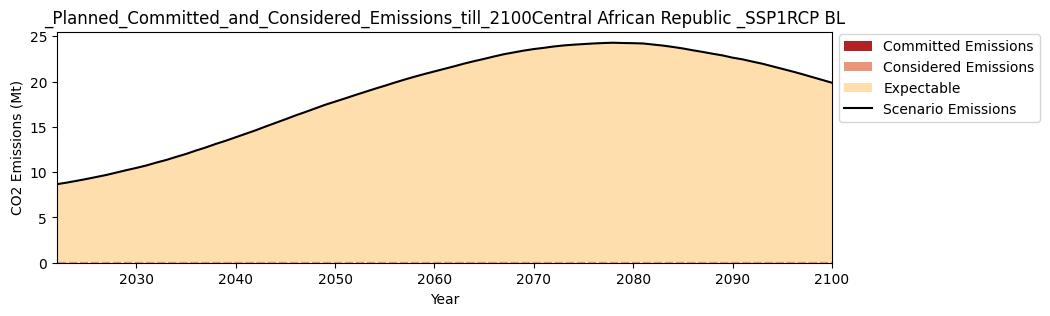 _Planned_Committed_and_Considered_Emissions_till_2100Central African Republic _SSP1RCP BL
25
20
15
10
5
0
CO2 Emissions (Mt)
2030 2040 2050 2060 2070 2080 2090 2100
Year
Committed Emissions
Considered Emissions
Expectable
Scenario Emissions